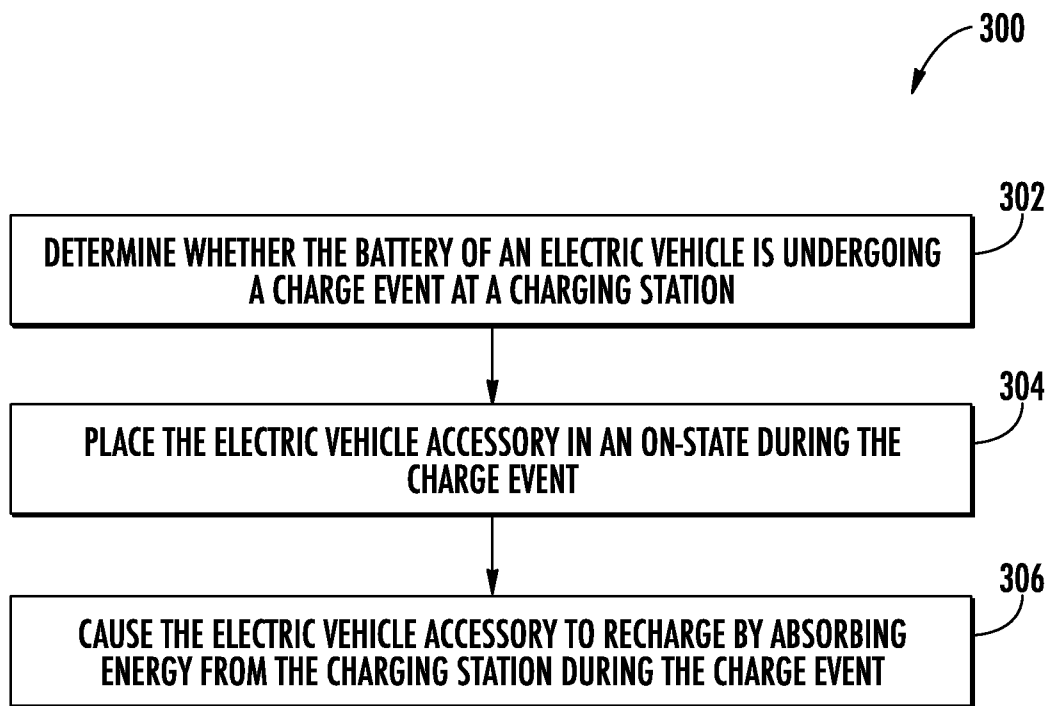 300
302
DETERMINE WHETHER THE BATTERY OF AN ELECTRIC VEHICLE IS UNDERGOING
A CHARGE EVENT AT A CHARGING STATION
304
PLACE THE ELECTRIC VEHICLE ACCESSORY IN AN ON-STATE DURING THE
CHARGE EVENT
306
CAUSE THE ELECTRIC VEHICLE ACCESSORY TO RECHARGE BY ABSORBING
ENERGY FROM THE CHARGING STATION DURING THE CHARGE EVENT